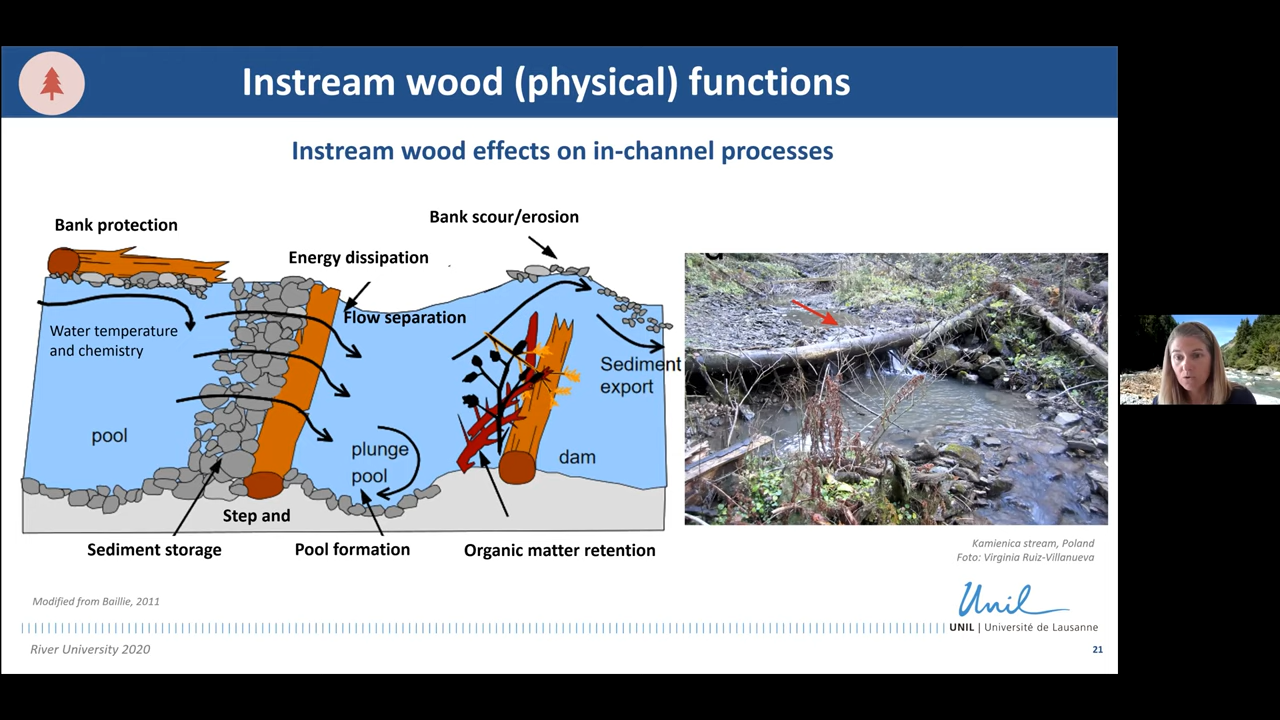 Instream wood (physical) functions
Instream wood effects on in-channel processes
Bank protection
Bank scour/erosion
Energy dissipation
Flow separation
Water temperature
and chemistry
Sediment
export
pool
plunge
pool
dam
Step and
Sediment storage
Pool formation
Organic matter retention
Kamienica stream, Poland
Foto: Virginia Ruiz-Villanueva
Modified from Baillie, 2011
Unil
UNIL | Université de Lausanne
River University 2020
21